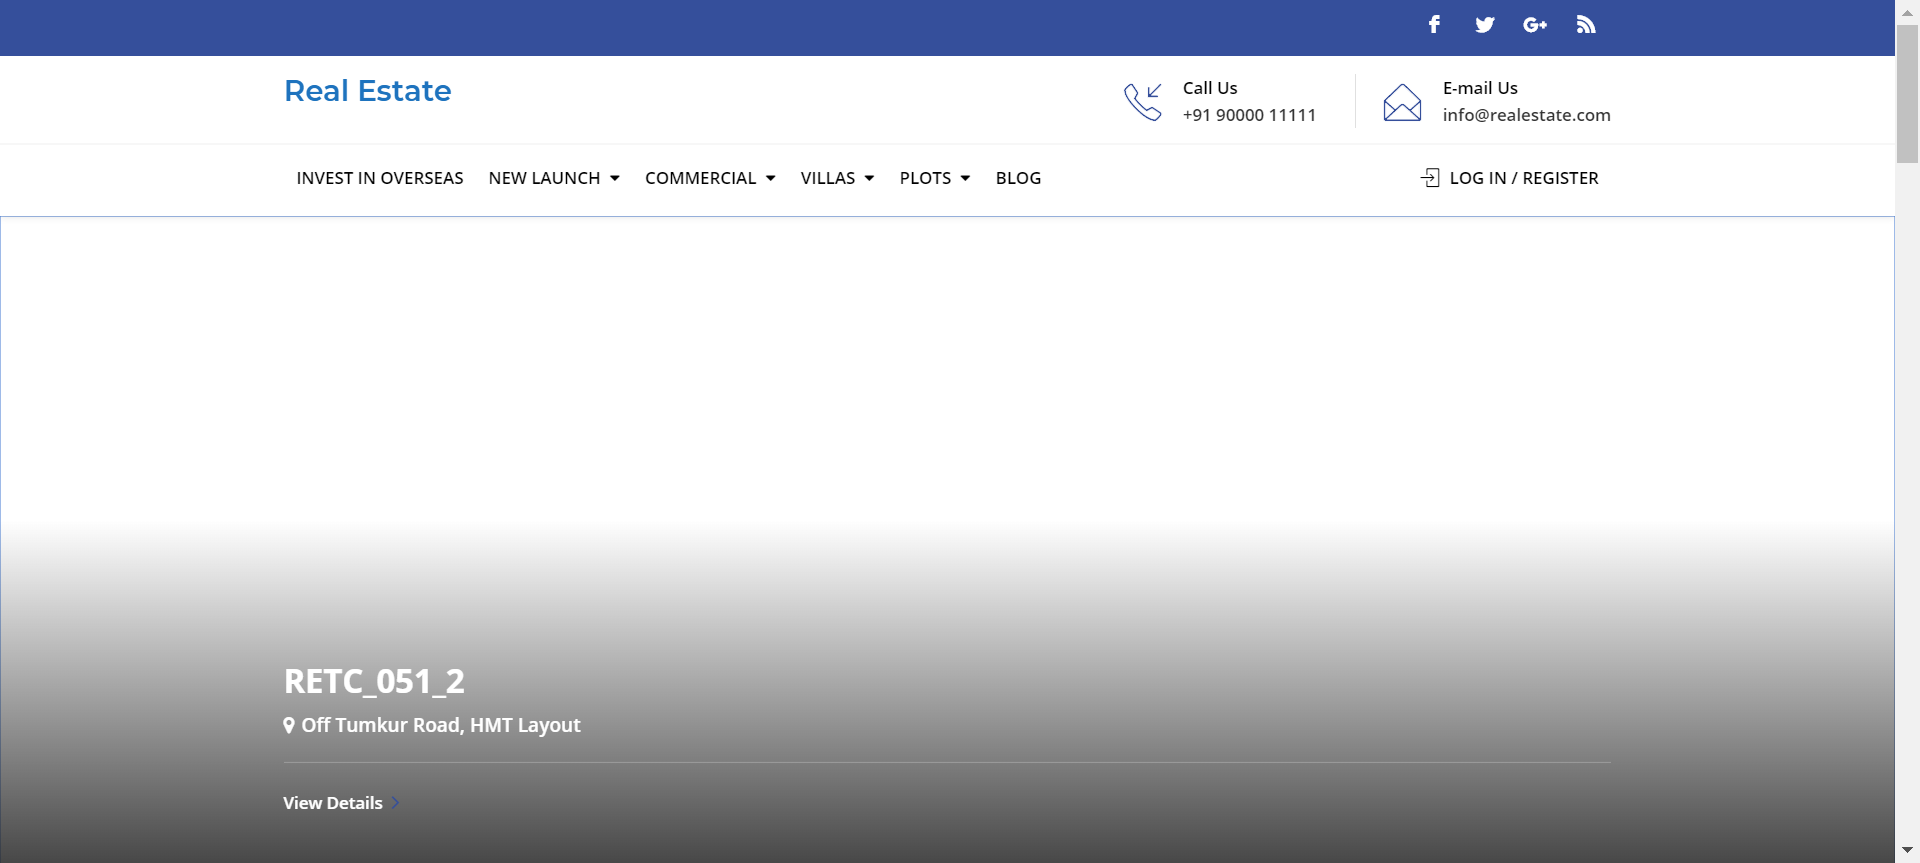 Real Estate
Call Us
+91 90000 11111
E-mail Us
info@realestate.com
INVEST IN OVERSEAS NEW LAUNCH COMMERCIAL VILLAS PLOTS BLOG LOG IN / REGISTER
RETC_051_2
Off Tumkur Road, HMT Layout
View Details